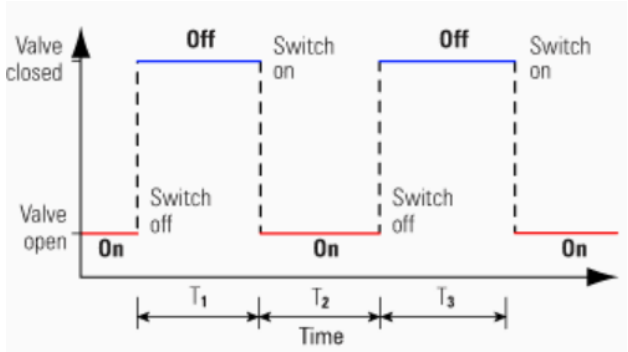 Valve
closed
Off
Switch
on
Off
Switch
on
Switch
off
Switch
off
Valve
open
On
On
On
T1
T2
T3
Time